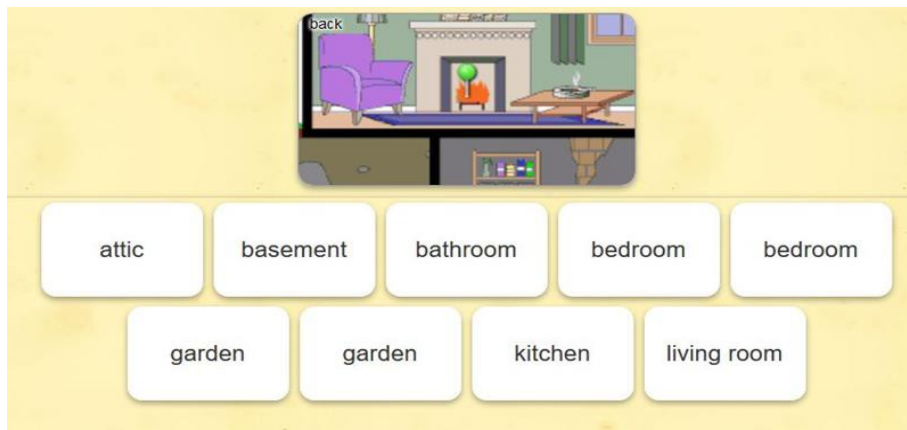 back
attic basement bathroom bedroom bedroom
garden garden kitchen living room